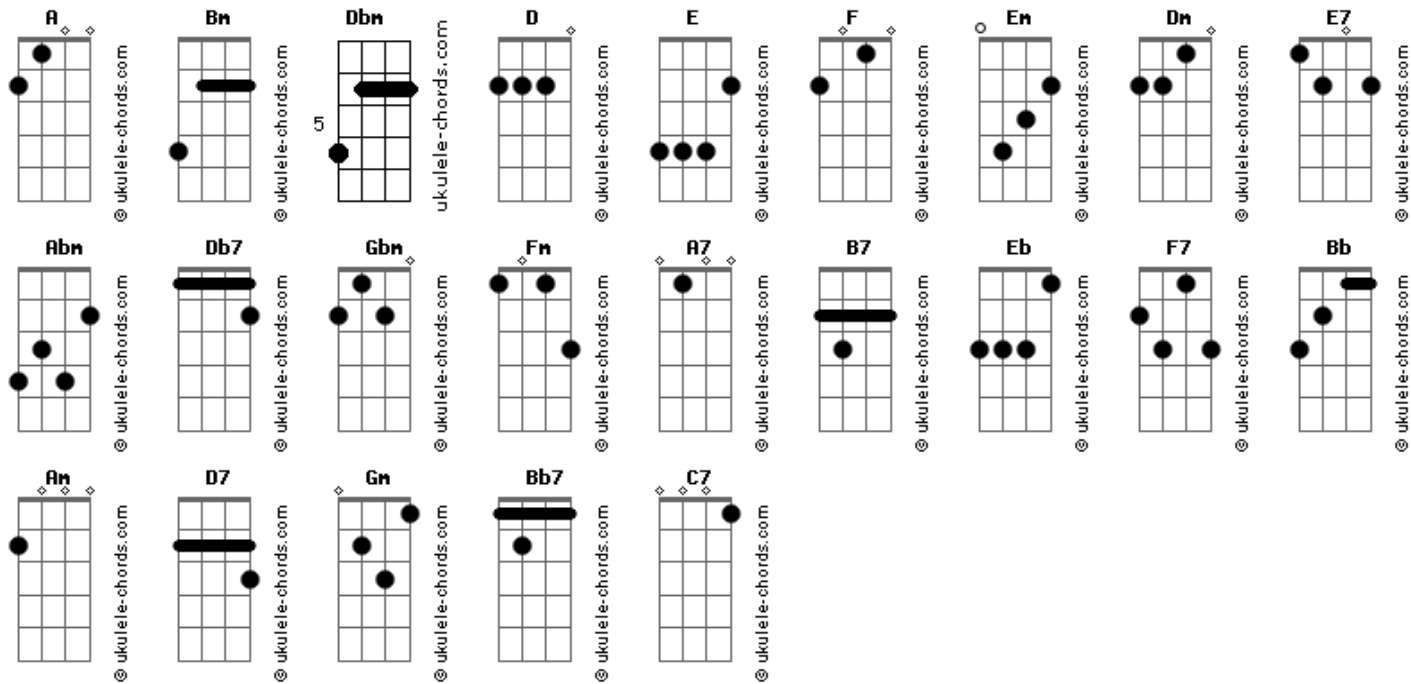 A Bm Dbm D E F Em Dm E7
5
© ukulele-chords.com © ukulele-chords.com ukulele-chords.com © ukulele-chords.com © ukulele-chords.com © ukulele-chords.com © ukulele-chords.com © ukulele-chords.com © ukulele-chords.com
Abm Db7 Gbm Fm A7 B7 Eb F7 Bb
© ukulele-chords.com © ukulele-chords.com © ukulele-chords.com © ukulele-chords.com © ukulele-chords.com © ukulele-chords.com © ukulele-chords.com © ukulele-chords.com © ukulele-chords.com
Am D7 Gm Bb7 C7
© ukulele-chords.com © ukulele-chords.com © ukulele-chords.com © ukulele-chords.com © ukulele-chords.com